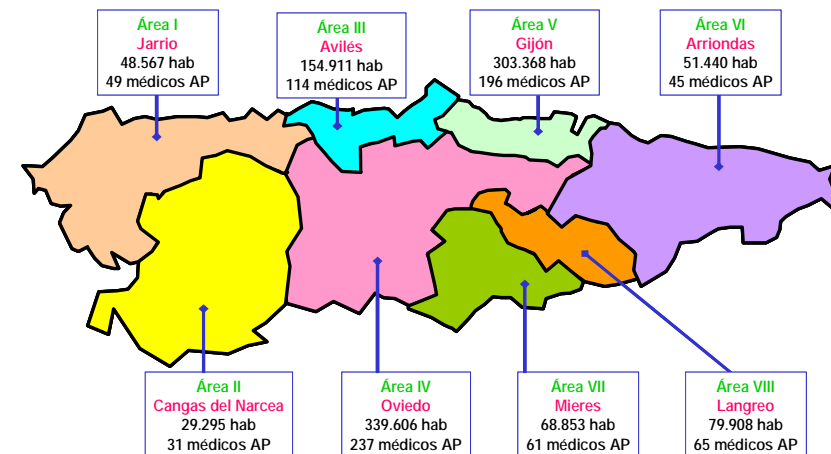 Área I
Jarrio
48.567 hab
49 médicos AP
Área III
Avilés
154.911 hab
114 médicos AP
Área V
Gijón
303.368 hab
196 médicos AP
Área VI
Arriondas
51.440 hab
45 médicos AP
Área II
Cangas del Narcea
29.295 hab
31 médicos AP
Área IV
Oviedo
339.606 hab
237 médicos AP
Área VII
Mieres
68.853 hab
61 médicos AP
Área VIII
Langreo
79.908 hab
65 médicos AP